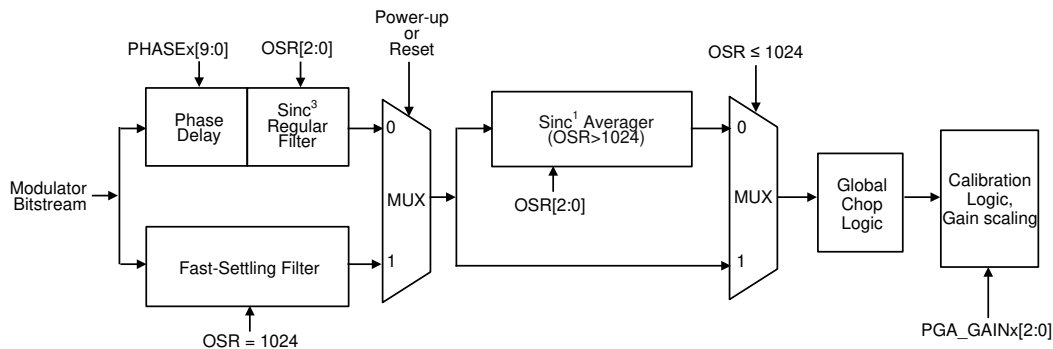 Power-up
or
Reset
PHASEx[9:0]
OSR[2:0]
OSR ≤ 1024
Phase
Delay
Sinc³
Regular
Filter
0
Sinc¹ Averager
(OSR>1024)
0
Modulator
Bitstream
MUX
OSR[2:0]
MUX
Global
Chop
Logic
Calibration
Logic,
Gain scaling
Fast-Settling Filter
1
1
OSR = 1024
PGA_GAINx[2:0]